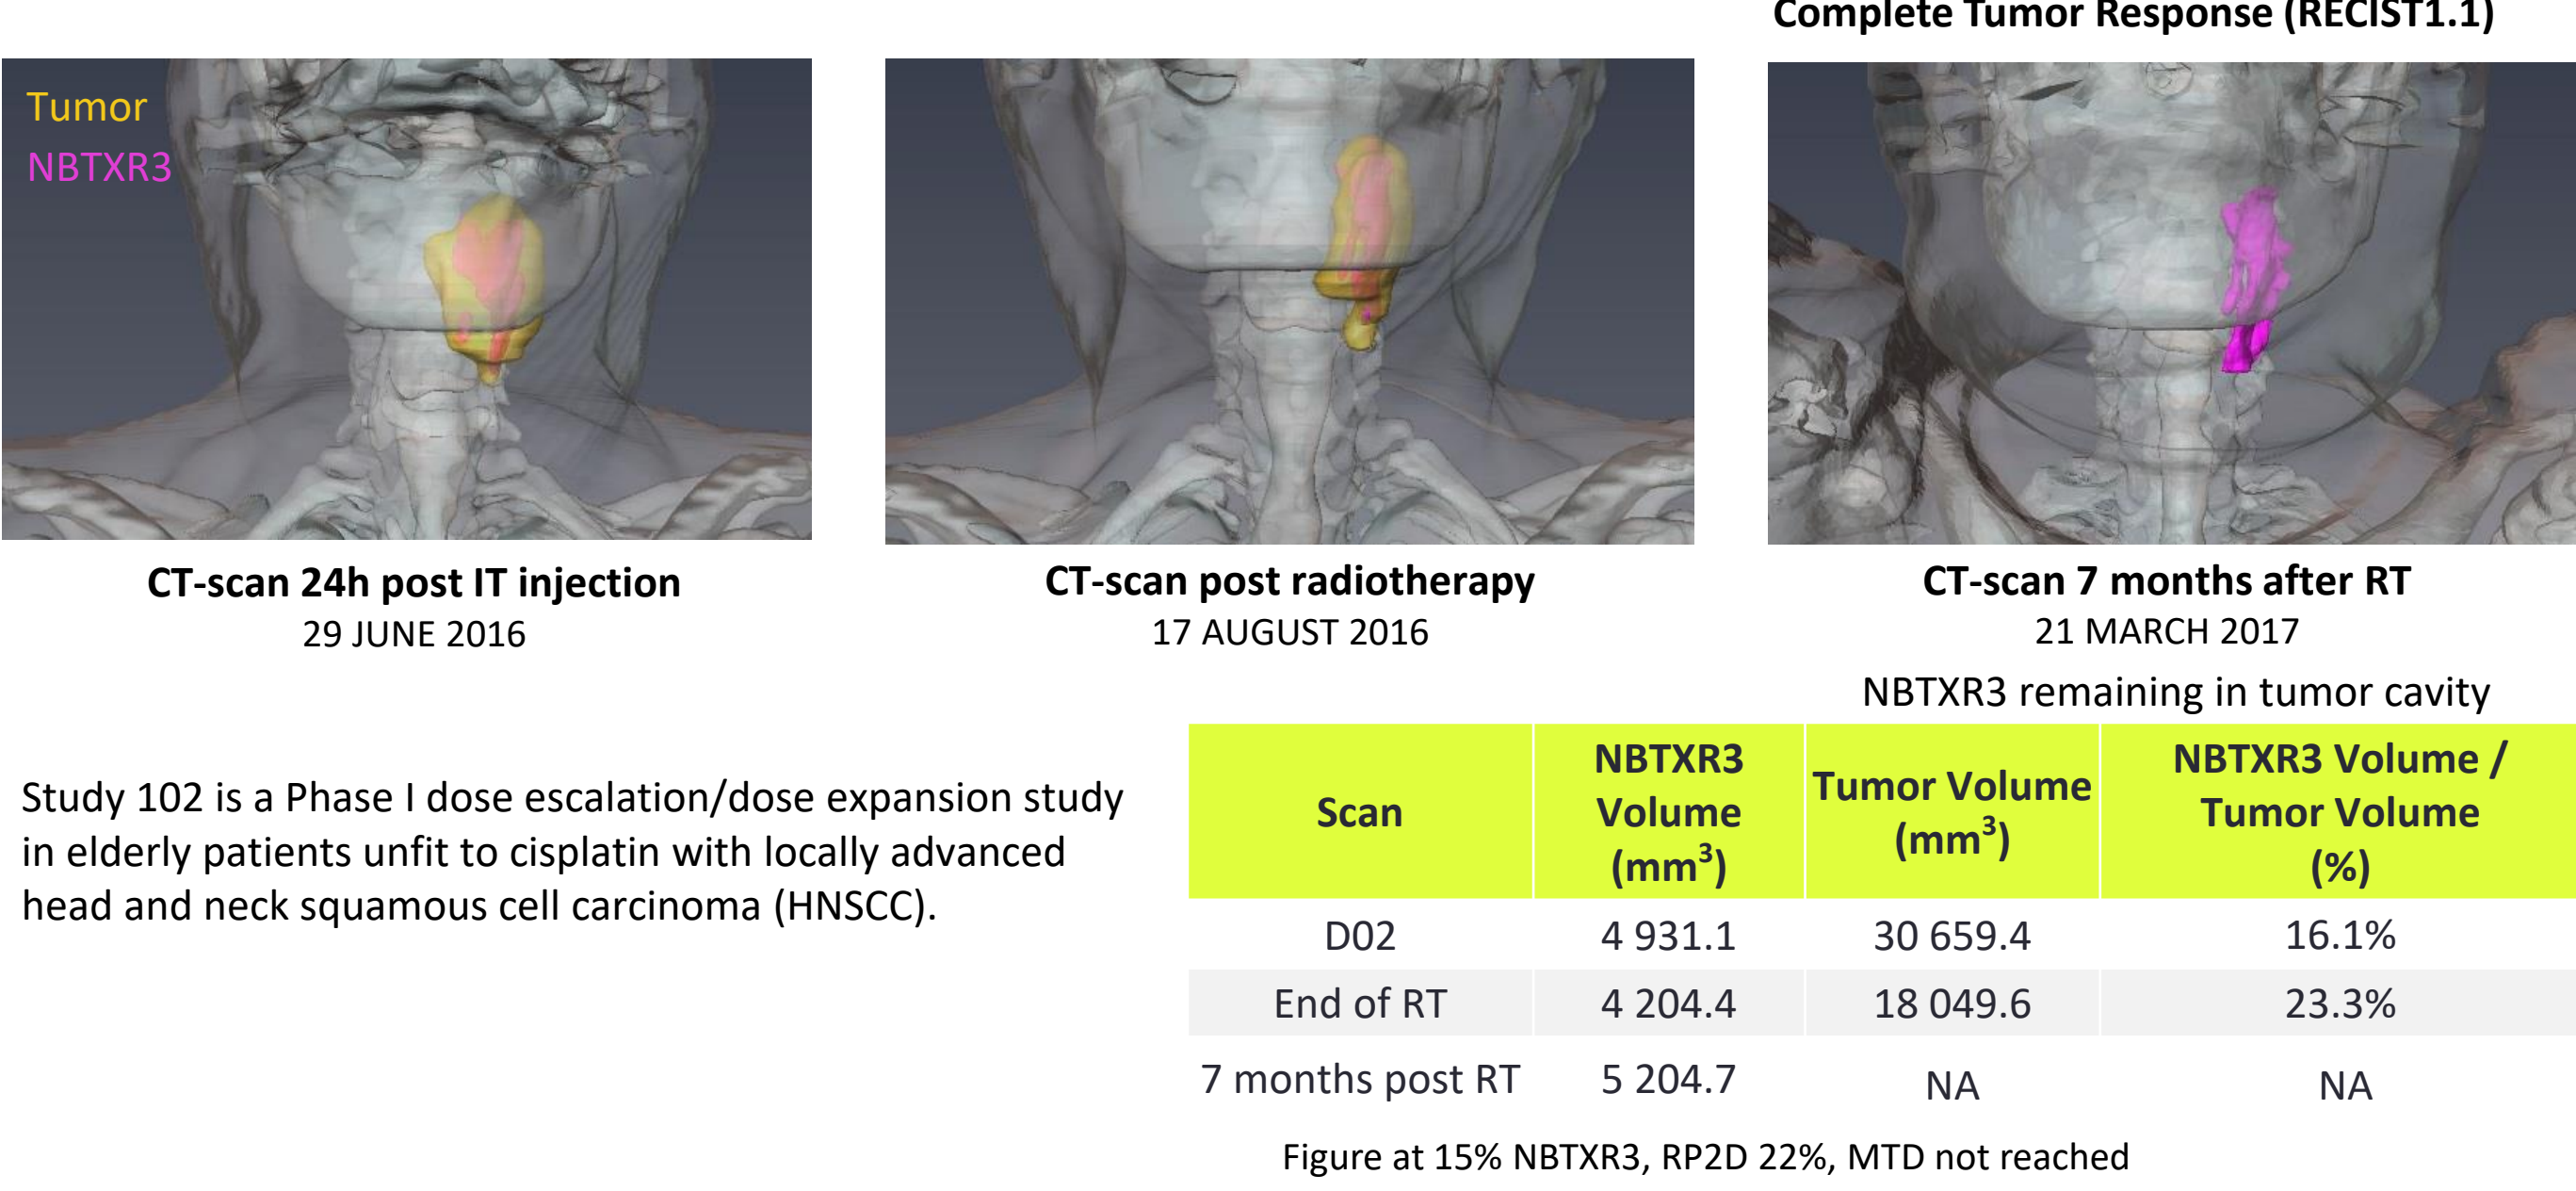 Complete Tumor Response (RECIST1.1)
Tumor
NBTXR3
CT-scan 24h post IT injection
29 JUNE 2016
CT-scan post radiotherapy
17 AUGUST 2016
CT-scan 7 months after RT
21 MARCH 2017
NBTXR3 remaining in tumor cavity
Study 102 is a Phase I dose escalation/dose expansion study
in elderly patients unfit to cisplatin with locally advanced
head and neck squamous cell carcinoma (HNSCC).
Scan
NBTXR3
Volume
(mm³)
Tumor Volume
(mm³)
NBTXR3 Volume /
Tumor Volume
(%)
D02 4 931.1 30 659.4 16.1%
End of RT 4 204.4 18 049.6 23.3%
7 months post RT 5 204.7 NA NA
Figure at 15% NBTXR3, RP2D 22%, MTD not reached